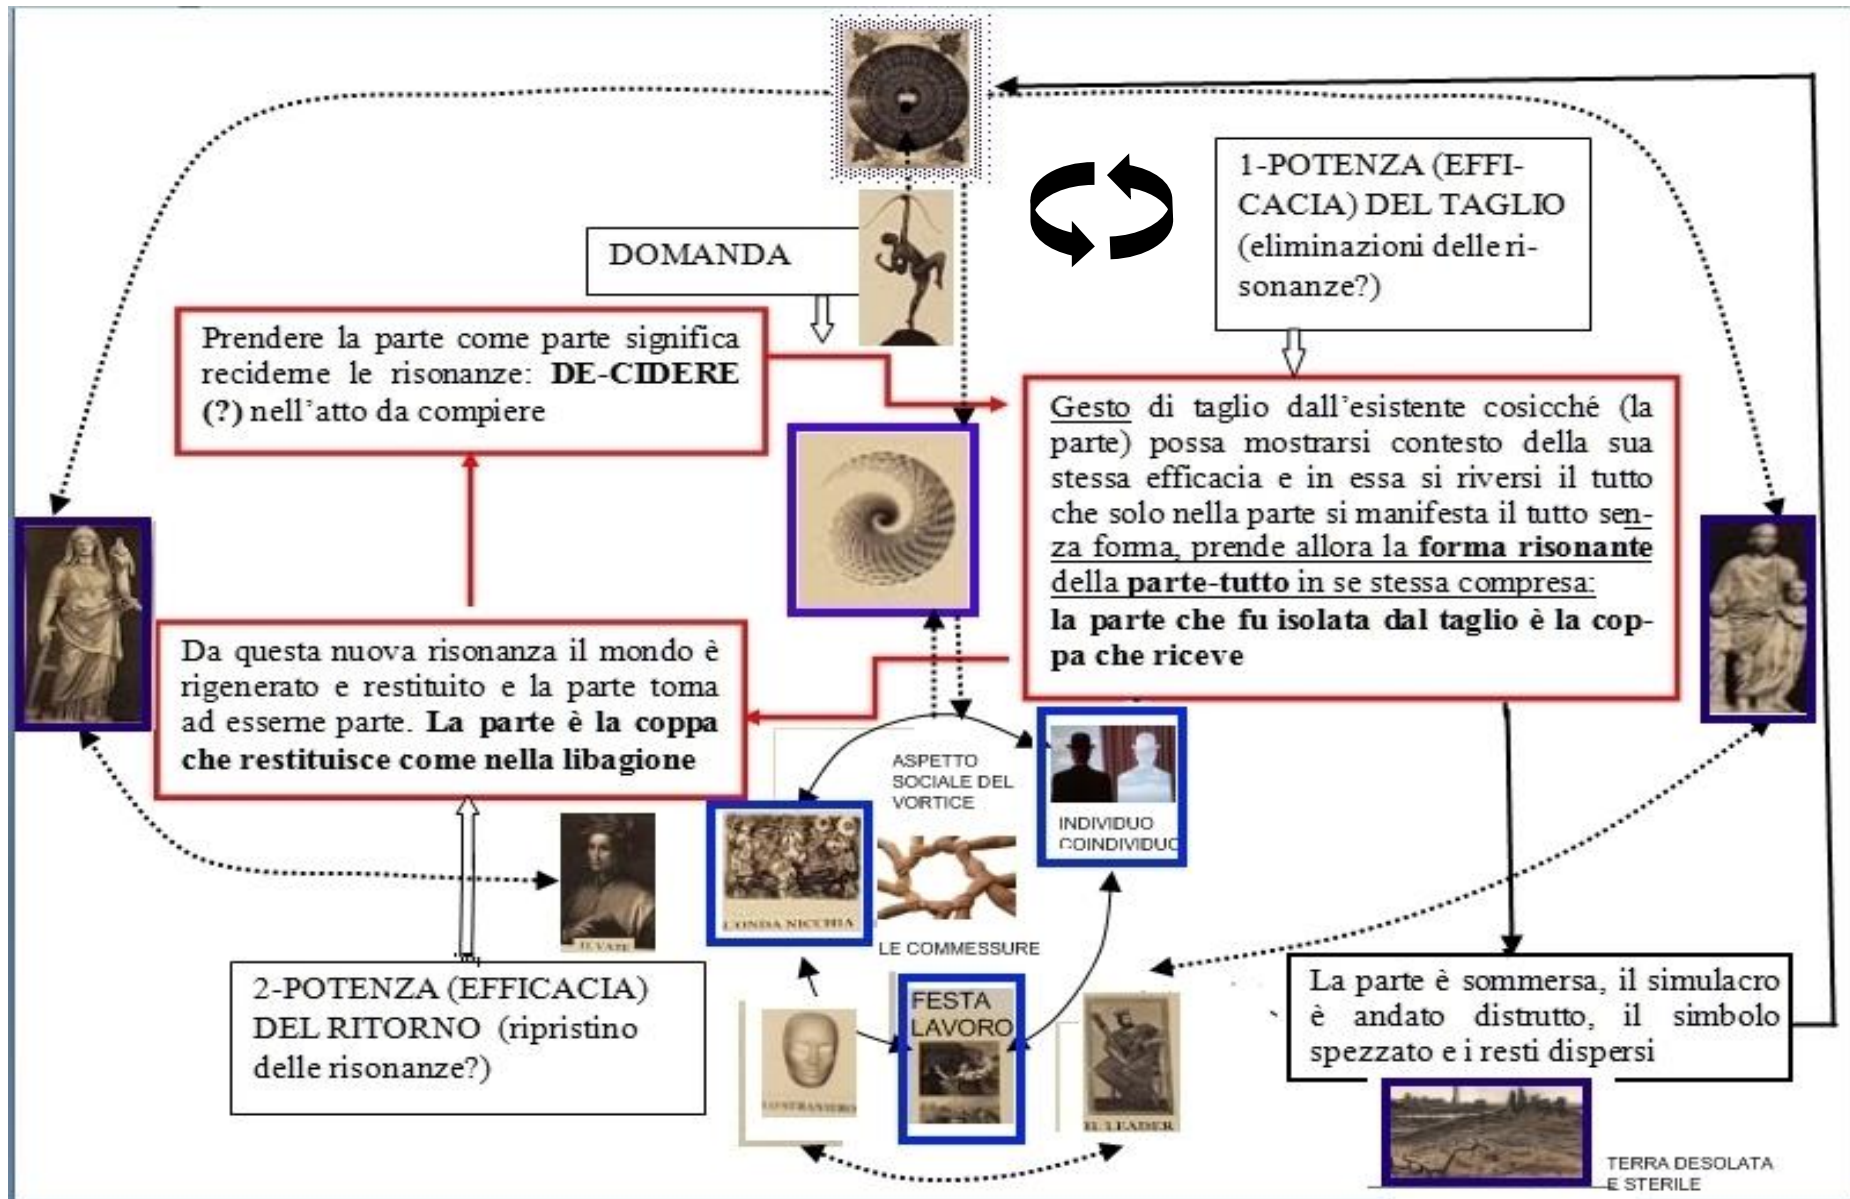 1-POTENZA (EFFI-
CACIA) DEL TAGLIO
(eliminazioni delle ri-
sonanze?)
DOMANDA
Prendere la parte come parte significa
recideme le risonanze: DE-CIDERE
(?) nell'atto da compiere
Gesto di taglio dall'esistente cosicché (la
parte) possa mostrarsi contesto della sua
stessa efficacia e in essa si riversi il tutto
che solo nella parte si manifesta il tutto sen-
za forma, prende allora la forma risonante
della parte-tutto in se stessa compresa:
la parte che fu isolata dal taglio è la cop-
pa che riceve
Da questa nuova risonanza il mondo è
rigenerato e restituito e la parte toma
ad esserne parte. La parte è la coppa
che restituisce come nella libagione
ASPETTO
SOCIALE DEL
VORTICE
INDIVIDUO
COINDIVIDUO
L'ONDA NICCHIA
IL VATE
LE COMMESSURE
2-POTENZA (EFFICACIA)
DEL RITORNO (ripristino
delle risonanze?)
FESTA
LAVORO
LO STRANIERO
IL LEADER
La parte è sommersa, il simulacro
è andato distrutto, il simbolo
spezzato e i resti dispersi
TERRA DESOLATA
E STERILE